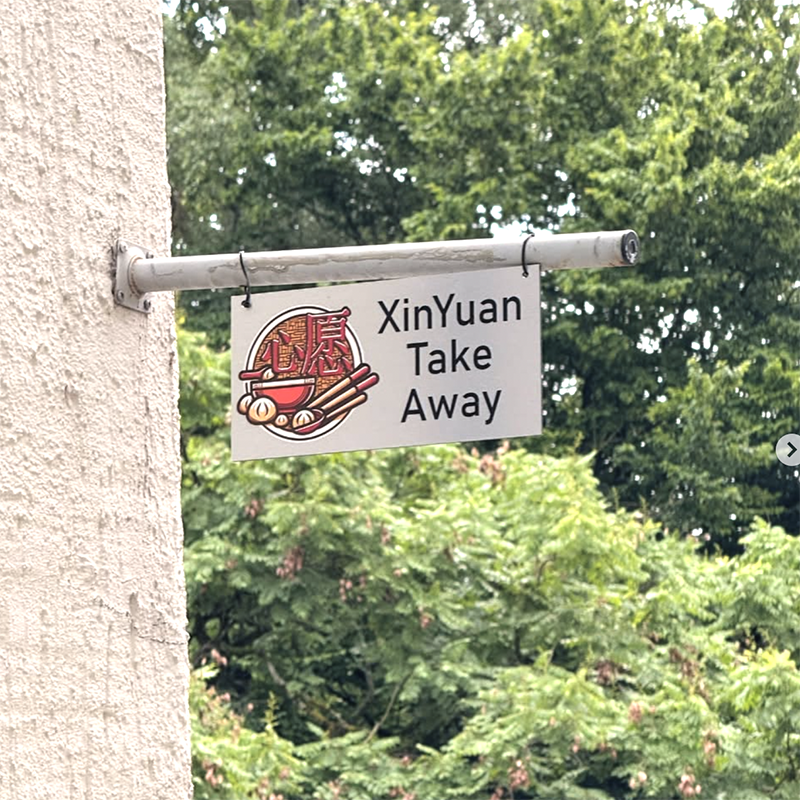 心愿
XinYuan
Take
Away